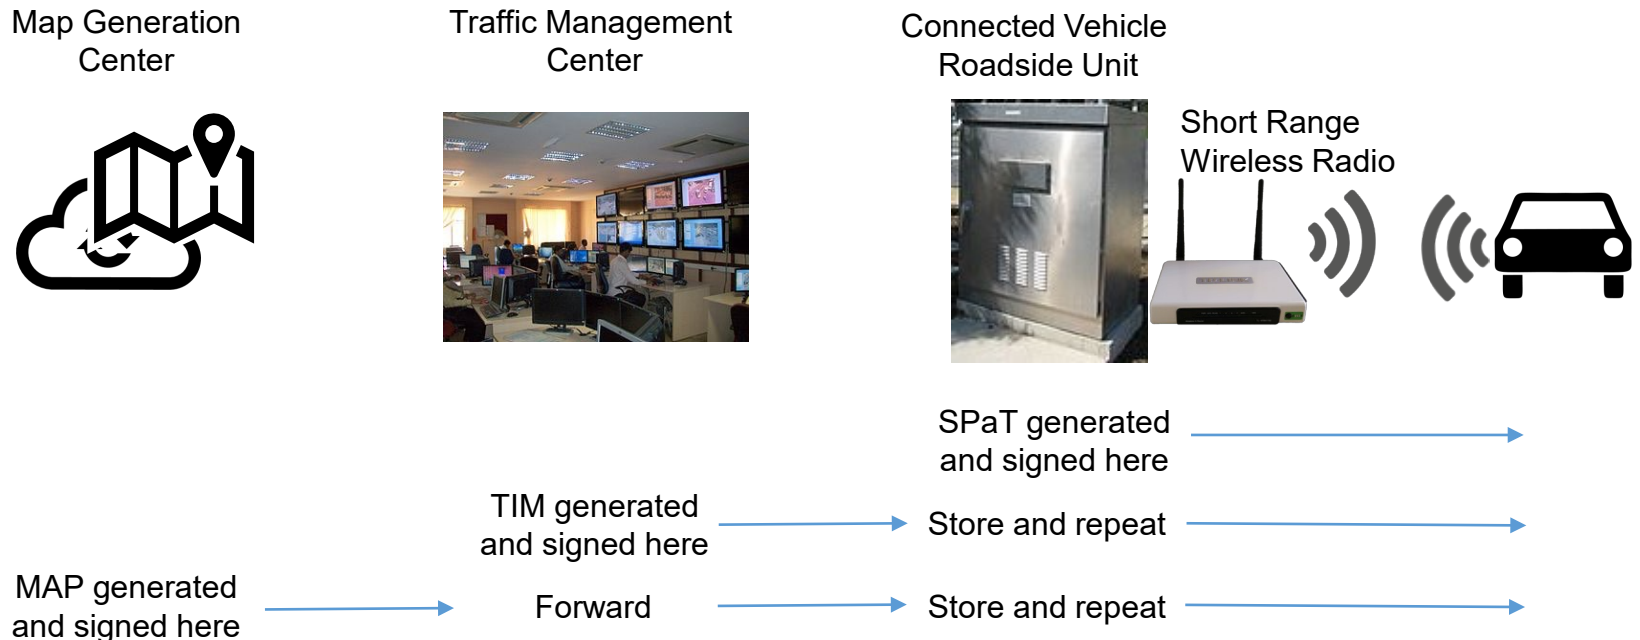 Map Generation
Center
Traffic Management
Center
Connected Vehicle
Roadside Unit
Short Range
Wireless Radio
SPaT generated
and signed here
TIM generated
and signed here
Store and repeat
MAP generated
and signed here
Forward
Store and repeat